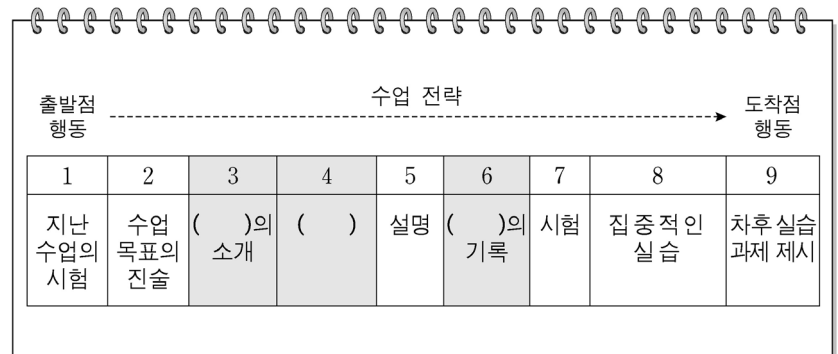 수업 전략
출발점
행동
도착점
행동
1 2 3 4 5 6 7 8 9
지난
수업의
시험
수업
목표의
진술
(    )의
소개
(    )
설명
(    )의
기록
시험
집중적인
실습
차후 실습
과제 제시